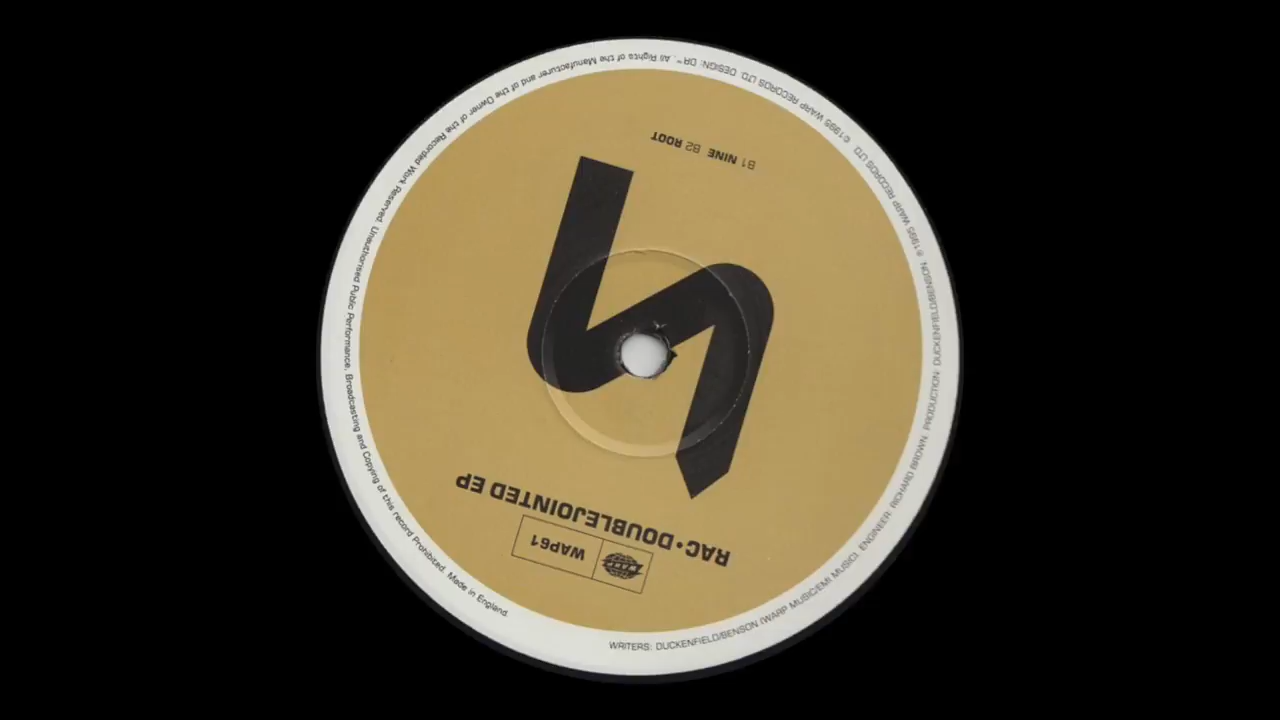 WARP WAP61
RAC•DOUBLEJOINTED EP
B1 NINE B2 ROOT
WRITERS: DUCKENFIELD/BENSON (WARP MUSIC/EMI MUSIC). ENGINEER: RICHARD BROWN. PRODUCTION: DUCKENFIELD/BENSON. ℗1995 WARP RECORDS LTD. ©1995 WARP RECORDS LTD. DESIGN: DR™. All Rights of the Manufacturer and of the Owner of the Recorded Work Reserved. Unauthorised Public Performance, Broadcasting and Copying of this record Prohibited. Made in England.